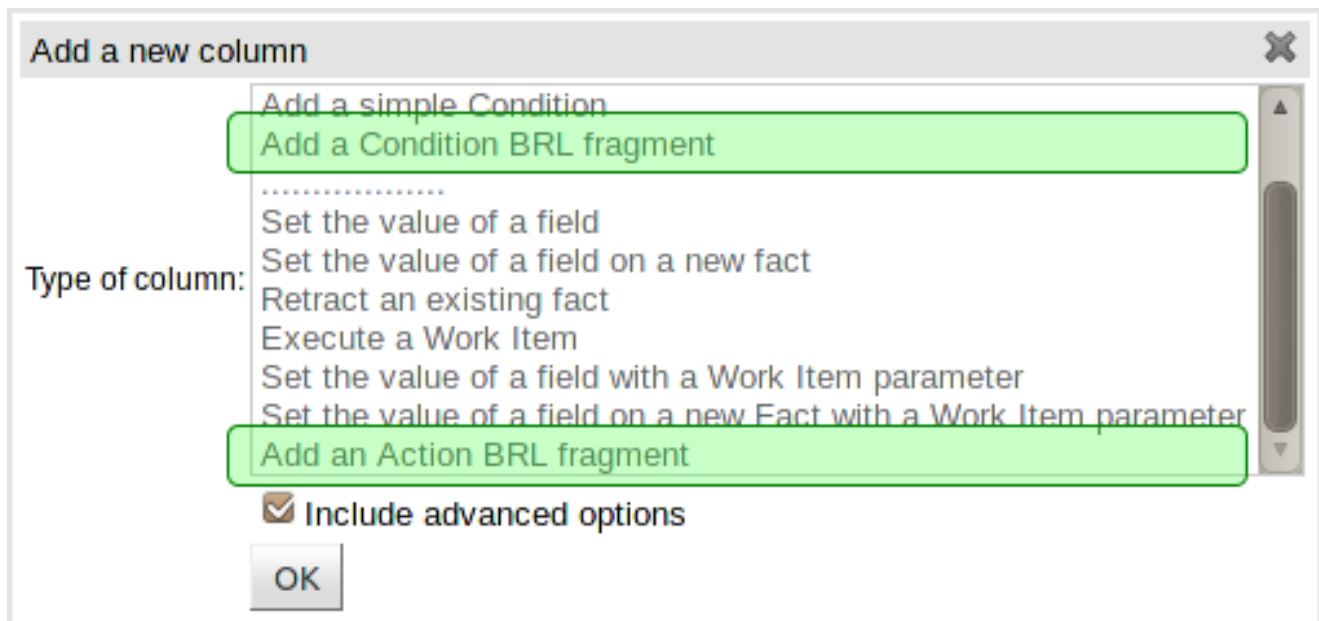 Add a new column
Add a simple Condition
Add a Condition BRL fragment
..................
Set the value of a field
Set the value of a field on a new fact
Type of column:
Retract an existing fact
Execute a Work Item
Set the value of a field with a Work Item parameter
Set the value of a field on a new Fact with a Work Item parameter
Add an Action BRL fragment
Include advanced options
OK